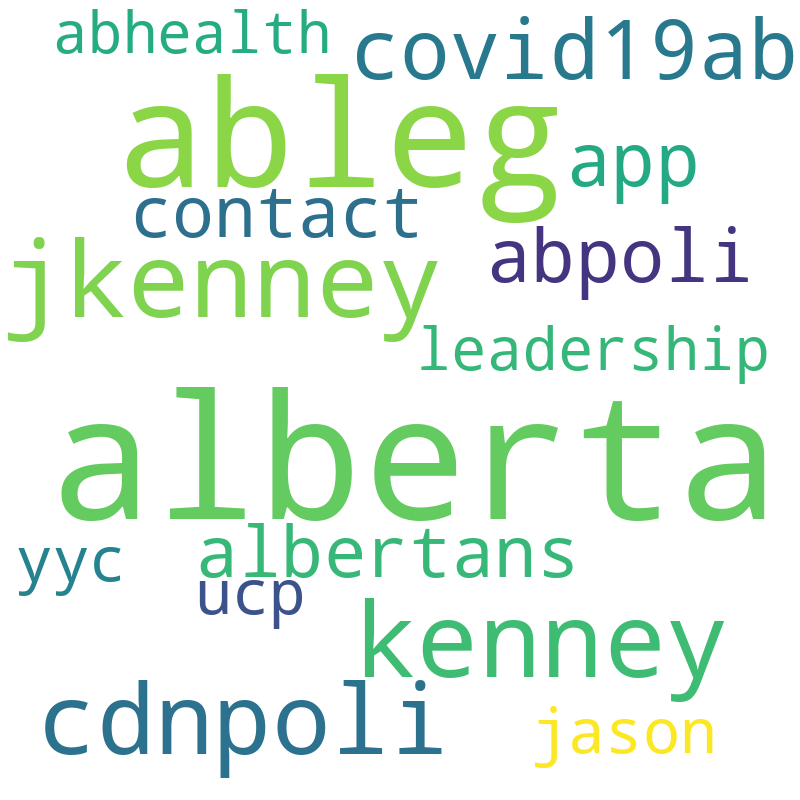 abhealth
covid19ab
ableg
app
contact
abpoli
jkenney
leadership
alberta
albertans
yyc
ucp
kenney
cdnpoli
jason